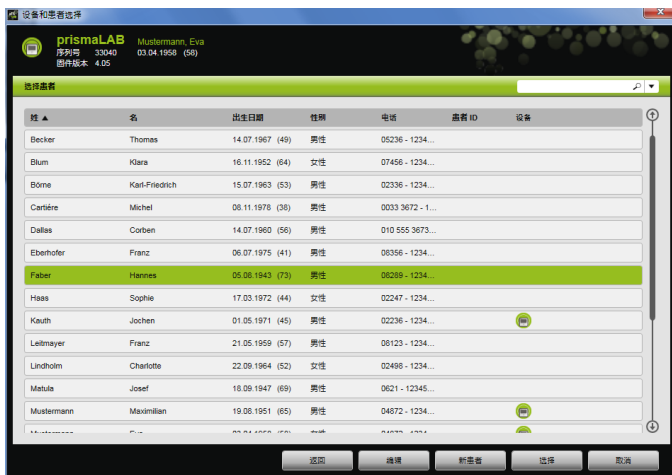 设备和患者选择
prismaLAB Mustermann, Eva
序列号 33040 03.04.1958 (58)
固件版本 4.05
选择患者
姓 ▲ 名 出生日期 性别 电话 患者 ID 设备
Becker Thomas 14.07.1967 (49) 男性 05236 - 1234...
Blum Klara 16.11.1952 (64) 女性 07456 - 1234...
Börne Karl-Friedrich 15.07.1963 (53) 男性 02336 - 1234...
Cartiére Michel 08.11.1978 (38) 男性 0033 3672 - 1...
Dallas Corben 14.07.1960 (56) 男性 010 555 3673...
Eberhofer Franz 06.07.1975 (41) 男性 08356 - 1234...
Faber Hannes 05.08.1943 (73) 男性 08289 - 1234...
Haas Sophie 17.03.1972 (44) 女性 02247 - 1234...
Kauth Jochen 01.05.1971 (45) 男性 02236 - 1234...
Leitmayer Franz 21.05.1959 (57) 男性 08123 - 1234...
Lindholm Charlotte 22.09.1964 (52) 女性 02498 - 1234...
Matula Josef 18.09.1947 (69) 男性 0621 - 12345...
Mustermann Maximilian 19.08.1951 (65) 男性 04872 - 1234...
返回 编辑 新患者 选择 取消